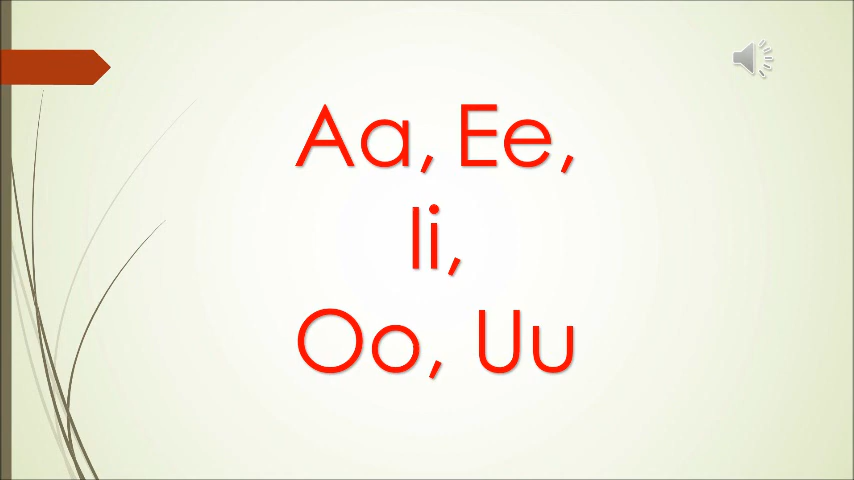 Aa, Ee,
Ii,
Oo, Uu